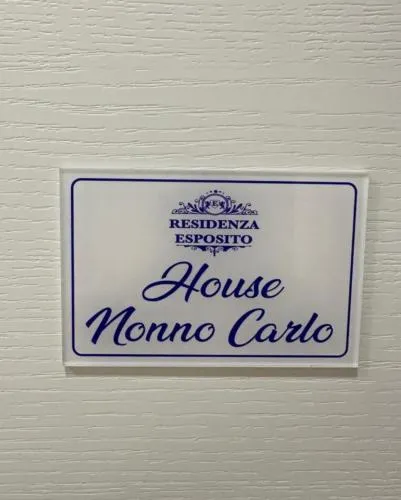 E
RESIDENZA
ESPOSITO
House
Nonno Carlo